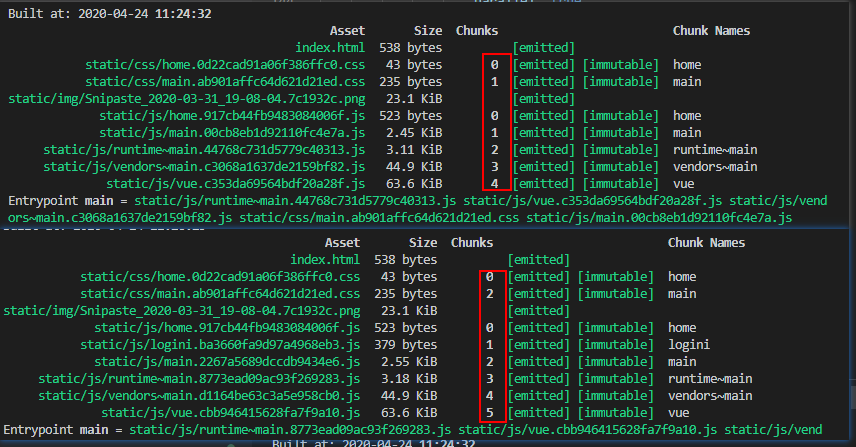 Built at: 2020-04-24 11:24:32
Asset Size Chunks Chunk Names
index.html 538 bytes [emitted]
static/css/home.0d22cad91a06f386ffc0.css 43 bytes 0 [emitted] [immutable] home
static/css/main.ab901affc64d621d21ed.css 235 bytes 1 [emitted] [immutable] main
static/img/Snipaste_2020-03-31_19-08-04.7c1932c.png 23.1 KiB [emitted]
static/js/home.917cb44fb9483084006f.js 523 bytes 0 [emitted] [immutable] home
static/js/main.00cb8eb1d92110fc4e7a.js 2.45 KiB 1 [emitted] [immutable] main
static/js/runtime~main.44768c731d5779c40313.js 3.11 KiB 2 [emitted] [immutable] runtime~main
static/js/vendors~main.c3068a1637de2159bf82.js 44.9 KiB 3 [emitted] [immutable] vendors~main
static/js/vue.c353da69564bdf20a28f.js 63.6 KiB 4 [emitted] [immutable] vue
Entrypoint main = static/js/runtime~main.44768c731d5779c40313.js static/js/vue.c353da69564bdf20a28f.js static/js/vend
ors~main.c3068a1637de2159bf82.js static/css/main.ab901affc64d621d21ed.css static/js/main.00cb8eb1d92110fc4e7a.js
Asset Size Chunks Chunk Names
index.html 538 bytes [emitted]
static/css/home.0d22cad91a06f386ffc0.css 43 bytes 0 [emitted] [immutable] home
static/css/main.ab901affc64d621d21ed.css 235 bytes 2 [emitted] [immutable] main
static/img/Snipaste_2020-03-31_19-08-04.7c1932c.png 23.1 KiB [emitted]
static/js/home.917cb44fb9483084006f.js 523 bytes 0 [emitted] [immutable] home
static/js/logini.ba3660fa9d97a4968eb3.js 379 bytes 1 [emitted] [immutable] logini
static/js/main.2267a5689dccdb9434e6.js 2.55 KiB 2 [emitted] [immutable] main
static/js/runtime~main.8773ead09ac93f269283.js 3.18 KiB 3 [emitted] [immutable] runtime~main
static/js/vendors~main.d1164be63c3a5e958cb0.js 44.9 KiB 4 [emitted] [immutable] vendors~main
static/js/vue.cbb946415628fa7f9a10.js 63.6 KiB 5 [emitted] [immutable] vue
Entrypoint main = static/js/runtime~main.8773ead09ac93f269283.js static/js/vue.cbb946415628fa7f9a10.js static/js/vend
Built at: 2020-04-24 11:24:32